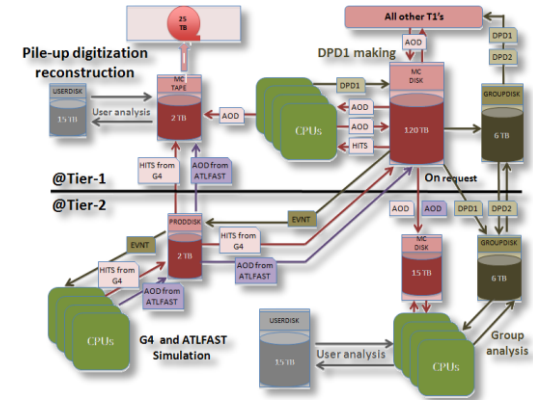 25
TB
All other T1's
Pile-up digitization
reconstruction
DPD1 making
AOD
DPD1
DPD2
MC
TAPE
MC
DISK
USERDISK
DPD1
GROUPDISK
AOD
15 TB
User analysis
2 TB
AOD
CPUs
AOD
120 TB
6 TB
HITS
HITS from
G4
AOD from
ATLFAST
@Tier-1
On request
@Tier-2
EVNT
PRODDISK
AOD
AOD
DPD1
DPD2
EVNT
HITS from
G4
MC
DISK
GROUPDISK
HITS from
G4
2 TB
AOD from
ATLFAST
15 TB
6 TB
AOD from
ATLFAST
CPUs
G4 and ATLFAST
Simulation
USERDISK
User analysis
15 TB
CPUs
Group
analysis